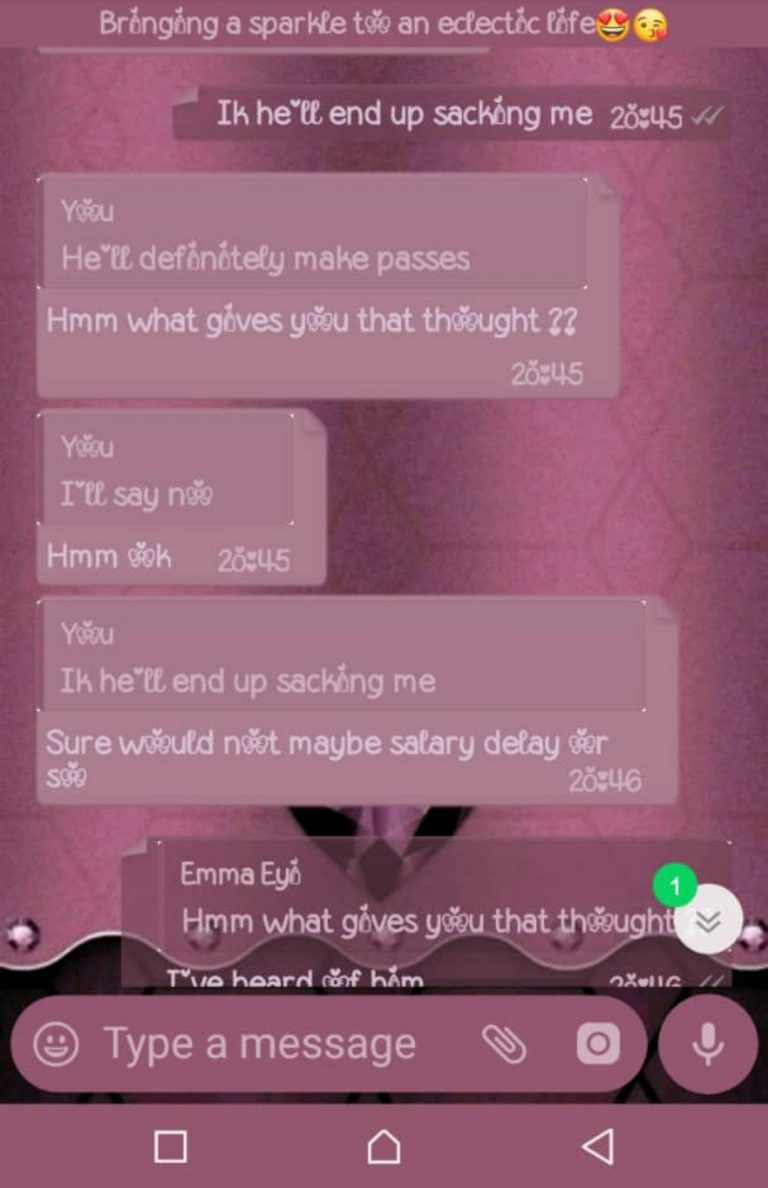 Bringing a sparkle to an eclectic life😍😘
Ik he'll end up sacking me 20:45
You
He'll definitely make passes
Hmm what gives you that thought ??
20:45
You
I'll say no
Hmm ok 20:45
You
Ik he'll end up sacking me
Sure would not maybe salary delay or
so 20:46
Emma Eyi
Hmm what gives you that thought
1
I've heard of him 20:46
Type a message